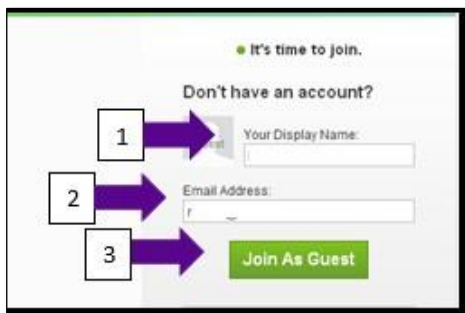 It's time to join.
Don't have an account?
1
Your Display Name:
2
Email Address:
r
3
Join As Guest